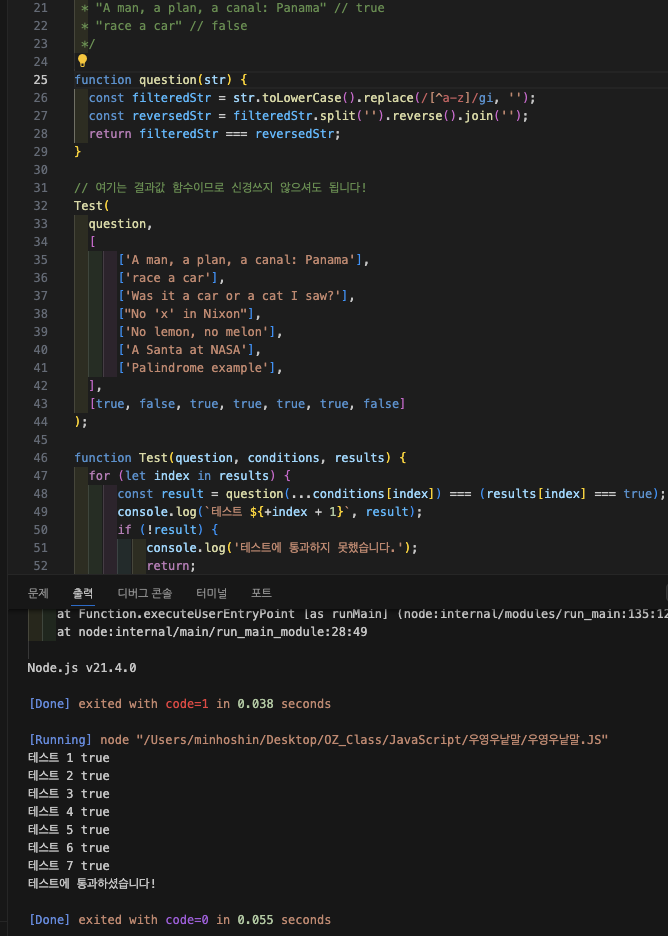 21 * "A man, a plan, a canal: Panama" // true
22 * "race a car" // false
23 */
24
25 function question(str) {
26 const filteredStr = str.toLowerCase().replace(/[^a-z]/gi, '');
27 const reversedStr = filteredStr.split('').reverse().join('');
28 return filteredStr === reversedStr;
29 }
30
31 // 여기는 결과값 함수이므로 신경쓰지 않으셔도 됩니다!
32 Test(
33 question,
34 [
35 ['A man, a plan, a canal: Panama'],
36 ['race a car'],
37 ['Was it a car or a cat I saw?'],
38 ["No 'x' in Nixon"],
39 ['No lemon, no melon'],
40 ['A Santa at NASA'],
41 ['Palindrome example'],
42 ],
43 [true, false, true, true, true, true, false]
44 );
45
46 function Test(question, conditions, results) {
47 for (let index in results) {
48 const result = question(...conditions[index]) === (results[index] === true);
49 console.log(`테스트 ${+index + 1}`, result);
50 if (!result) {
51 console.log('테스트에 통과하지 못했습니다.');
52 return;
문제 출력 디버그 콘솔 터미널 포트
at Function.executeUserEntryPoint [as runMain] (node:internal/modules/run_main:135:12
at node:internal/main/run_main_module:28:49
Node.js v21.4.0
[Done] exited with code=1 in 0.038 seconds
[Running] node "/Users/minhoshin/Desktop/OZ_Class/JavaScript/우영우낱말/우영우낱말.JS"
테스트 1 true
테스트 2 true
테스트 3 true
테스트 4 true
테스트 5 true
테스트 6 true
테스트 7 true
테스트에 통과하셨습니다!
[Done] exited with code=0 in 0.055 seconds